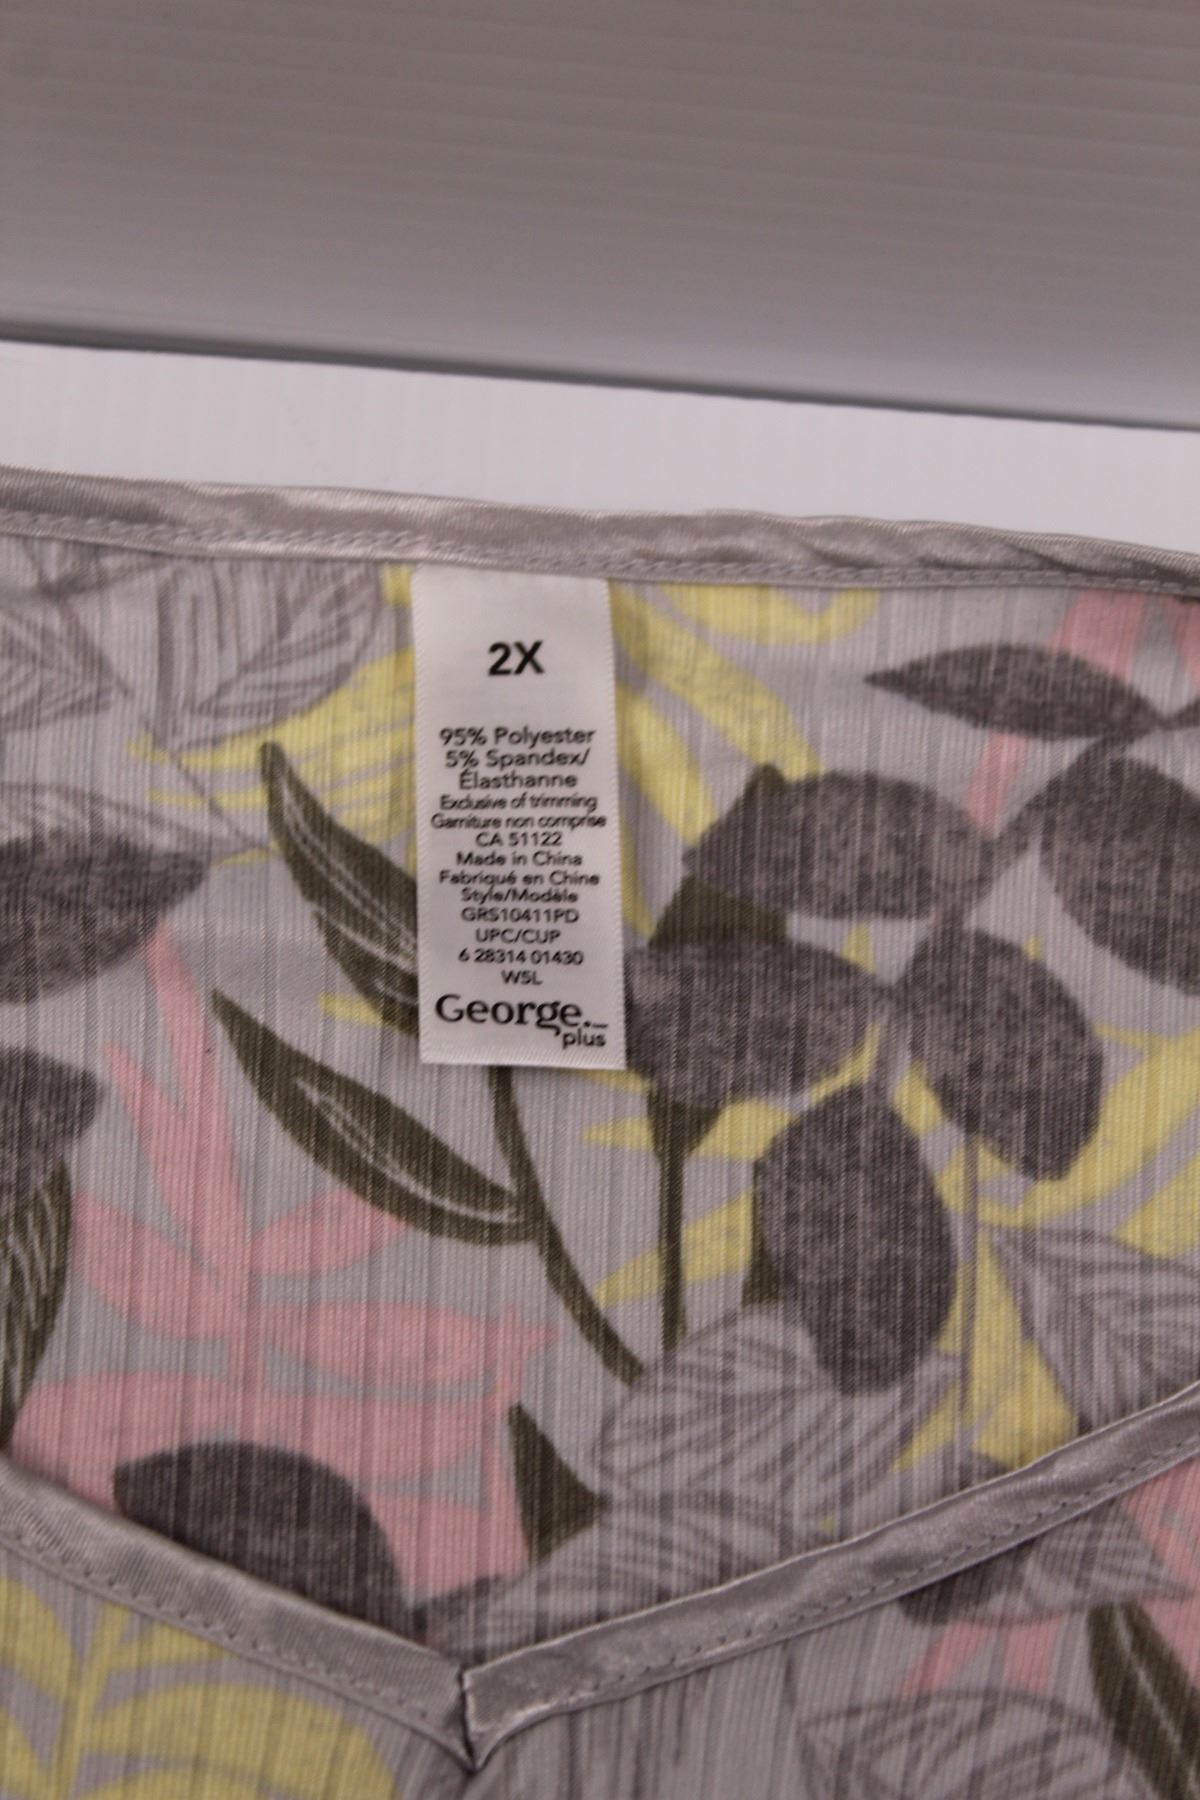 2X
95% Polyester
5% Spandex/
Élasthanne
Exclusive of trimming
Garniture non comprise
CA 51122
Made in China
Fabriqué en Chine
Style/Modèle
GRS10411PD
UPC/CUP
6 28314 01430
W5L
George._
plus